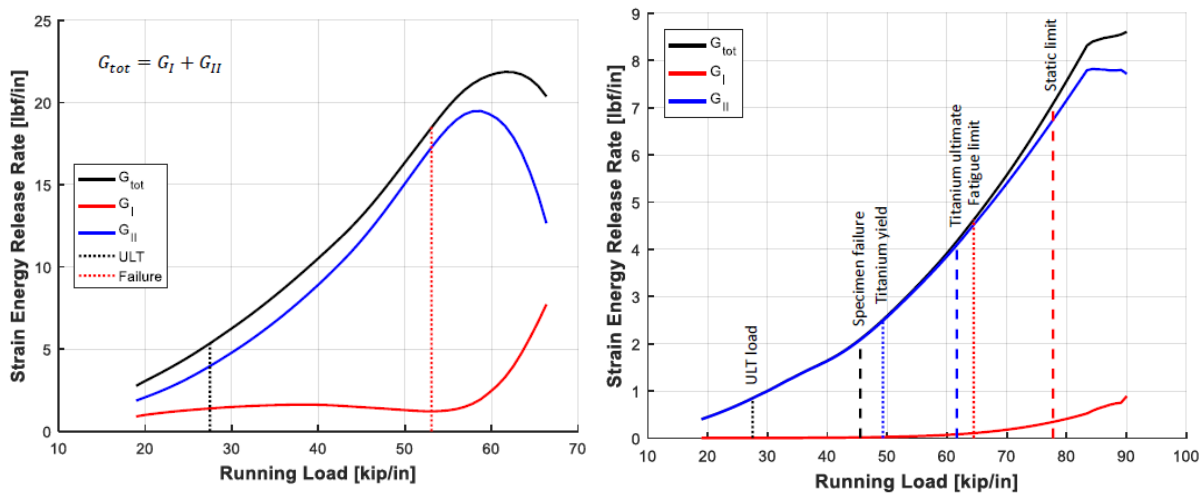 25
20
15
10
5
0
Strain Energy Release Rate [lbf/in]
G_tot = G_I + G_II
G_tot
G_I
G_II
ULT
Failure
10 20 30 40 50 60 70
Running Load [kip/in]
9
8
7
6
5
4
3
2
1
0
Strain Energy Release Rate [lbf/in]
G_tot
G_I
G_II
ULT load
Specimen failure
Titanium yield
Titanium ultimate
Fatigue limit
Static limit
10 20 30 40 50 60 70 80 90 100
Running Load [kip/in]